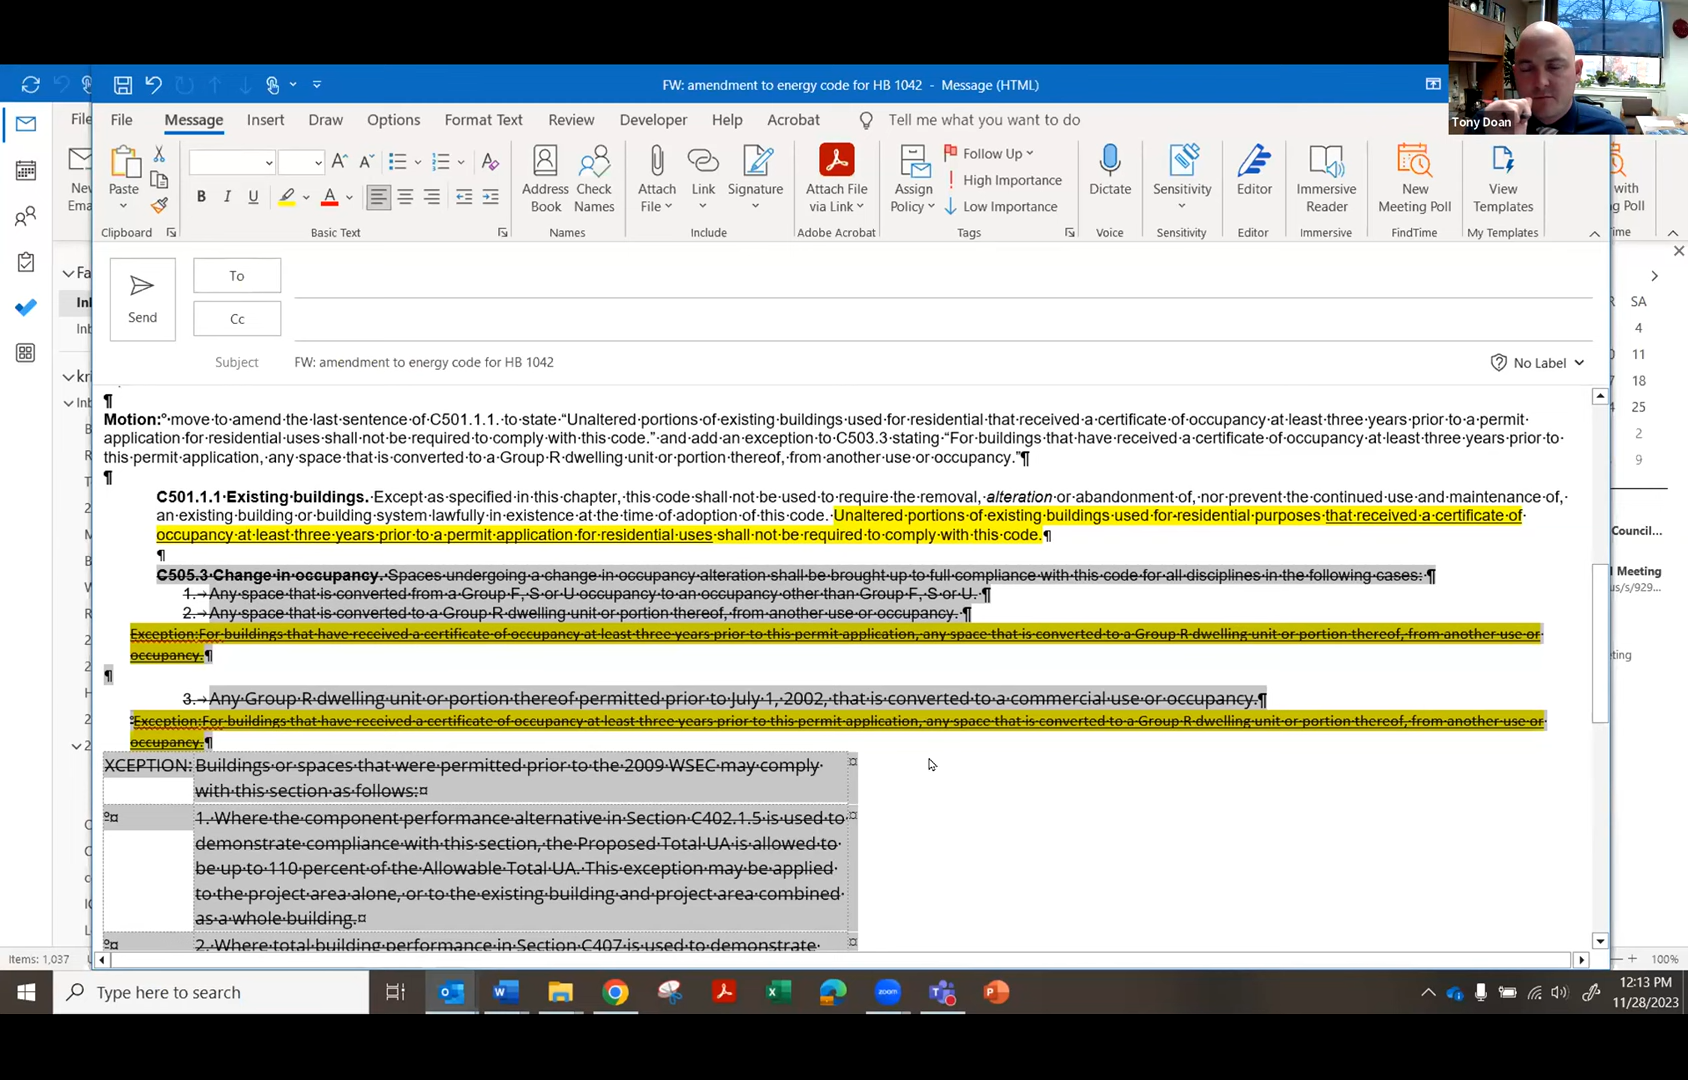 FW: amendment to energy code for HB 1042 - Message (HTML)
Tony Doan
File Message Insert Draw Options Format Text Review Developer Help Acrobat Tell me what you want to do
Paste
Clipboard
B I U
Basic Text
Address Book
Check Names
Names
Attach File
Link
Signature
Include
Attach File via Link
Adobe Acrobat
Assign Policy
Follow Up
High Importance
Low Importance
Tags
Dictate
Voice
Sensitivity
Sensitivity
Editor
Editor
Immersive Reader
Immersive
New Meeting Poll
FindTime
View Templates
My Templates
Send
To
Cc
Subject FW: amendment to energy code for HB 1042
No Label
¶
Motion:° move to amend the last sentence of C501.1.1. to state “Unaltered portions of existing buildings used for residential that received a certificate of occupancy at least three years prior to a permit
application for residential uses shall not be required to comply with this code.” and add an exception to C503.3 stating “For buildings that have received a certificate of occupancy at least three years prior to
this permit application, any space that is converted to a Group R dwelling unit or portion thereof, from another use or occupancy.”¶
¶
C501.1.1 Existing buildings. Except as specified in this chapter, this code shall not be used to require the removal, alteration or abandonment of, nor prevent the continued use and maintenance of,
an existing building or building system lawfully in existence at the time of adoption of this code. Unaltered portions of existing buildings used for residential purposes that received a certificate of
occupancy at least three years prior to a permit application for residential uses shall not be required to comply with this code.¶
¶
C505.3 Change in occupancy. Spaces undergoing a change in occupancy alteration shall be brought up to full compliance with this code for all disciplines in the following cases: ¶
1.→Any space that is converted from a Group F, S or U occupancy to an occupancy other than Group F, S or U. ¶
2.→Any space that is converted to a Group R dwelling unit or portion thereof, from another use or occupancy. ¶
Exception:For buildings that have received a certificate of occupancy at least three years prior to this permit application, any space that is converted to a Group R dwelling unit or portion thereof, from another use or
occupancy.¶
¶
3.→Any Group R dwelling unit or portion thereof permitted prior to July 1, 2002, that is converted to a commercial use or occupancy.¶
°Exception:For buildings that have received a certificate of occupancy at least three years prior to this permit application, any space that is converted to a Group R dwelling unit or portion thereof, from another use or
occupancy.¶
XCEPTION: Buildings or spaces that were permitted prior to the 2009 WSEC may comply
with this section as follows:¤
1. Where the component performance alternative in Section C402.1.5 is used to
demonstrate compliance with this section, the Proposed Total UA is allowed to
be up to 110 percent of the Allowable Total UA. This exception may be applied
to the project area alone, or to the existing building and project area combined
as a whole building.¤
2. Where total building performance in Section C407 is used to demonstrate
SA
4
11
18
25
2
9
Council...
Meeting
us/s/929...
Items: 1,037
100%
Type here to search
zoom
12:13 PM
11/28/2023